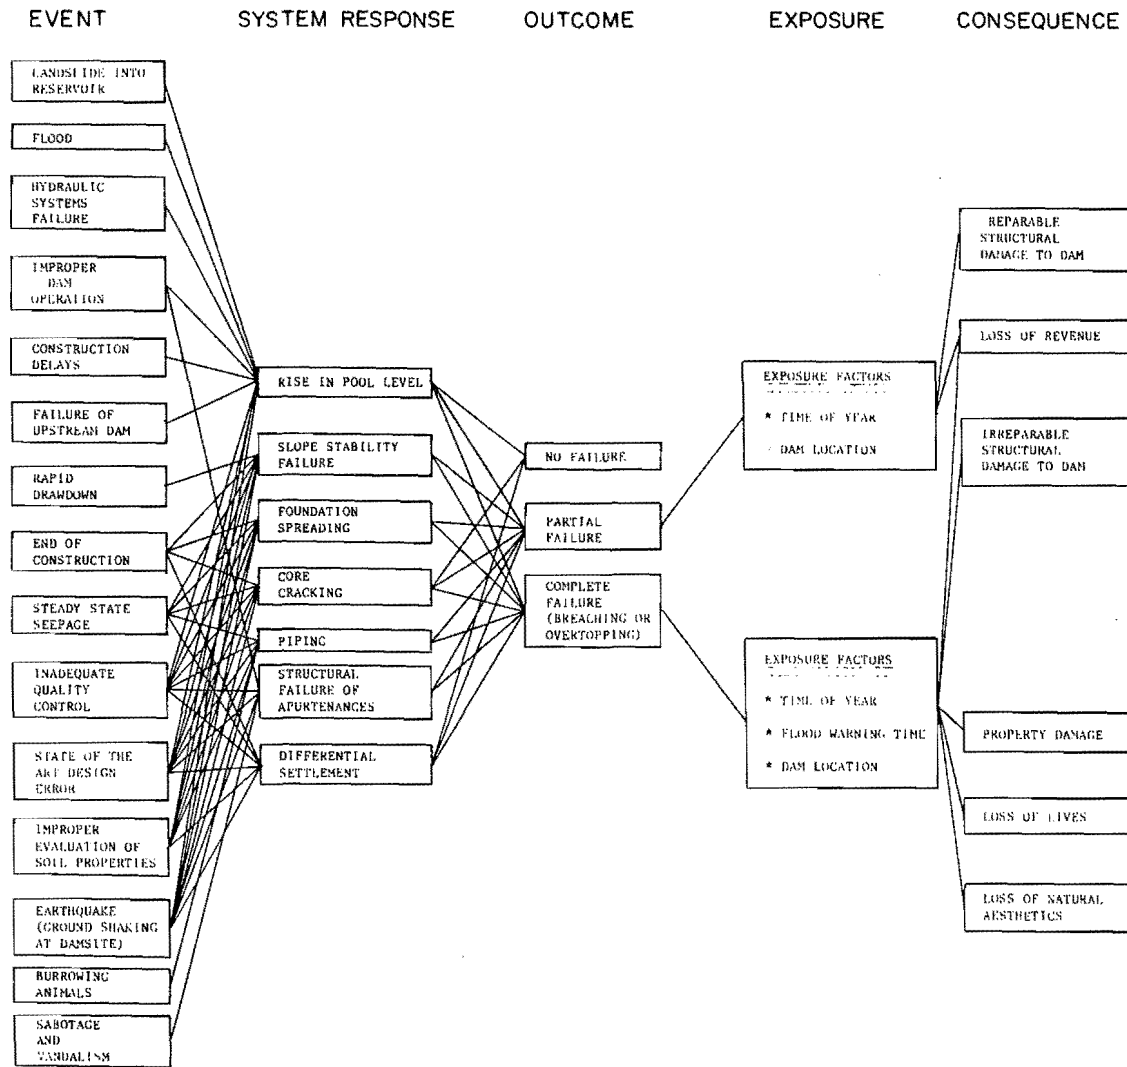 EVENT
SYSTEM RESPONSE
OUTCOME
EXPOSURE
CONSEQUENCE
LANDSLIDE INTO
RESERVOIR
FLOOD
HYDRAULIC
SYSTEMS
FAILURE
IMPROPER
DAM
OPERATION
CONSTRUCTION
DELAYS
FAILURE OF
UPSTREAM DAM
RAPID
DRAWDOWN
END OF
CONSTRUCTION
STEADY STATE
SEEPAGE
INADEQUATE
QUALITY
CONTROL
STATE OF THE
ART DESIGN
ERROR
IMPROPER
EVALUATION OF
SOIL PROPERTIES
EARTHQUAKE
(GROUND SHAKING
AT DAMSITE)
BURROWING
ANIMALS
SABOTAGE
AND
VANDALISM
RISE IN POOL LEVEL
SLOPE STABILITY
FAILURE
FOUNDATION
SPREADING
CORE
CRACKING
PIPING
STRUCTURAL
FAILURE OF
APURTENANCES
DIFFERENTIAL
SETTLEMENT
NO FAILURE
PARTIAL
FAILURE
COMPLETE
FAILURE
(BREACHING OR
OVERTOPPING)
EXPOSURE FACTORS
* TIME OF YEAR
* DAM LOCATION
EXPOSURE FACTORS
* TIME OF YEAR
* FLOOD WARNING TIME
* DAM LOCATION
REPARABLE
STRUCTURAL
DAMAGE TO DAM
LOSS OF REVENUE
IRREPARABLE
STRUCTURAL
DAMAGE TO DAM
PROPERTY DAMAGE
LOSS OF LIVES
LOSS OF NATURAL
AESTHETICS